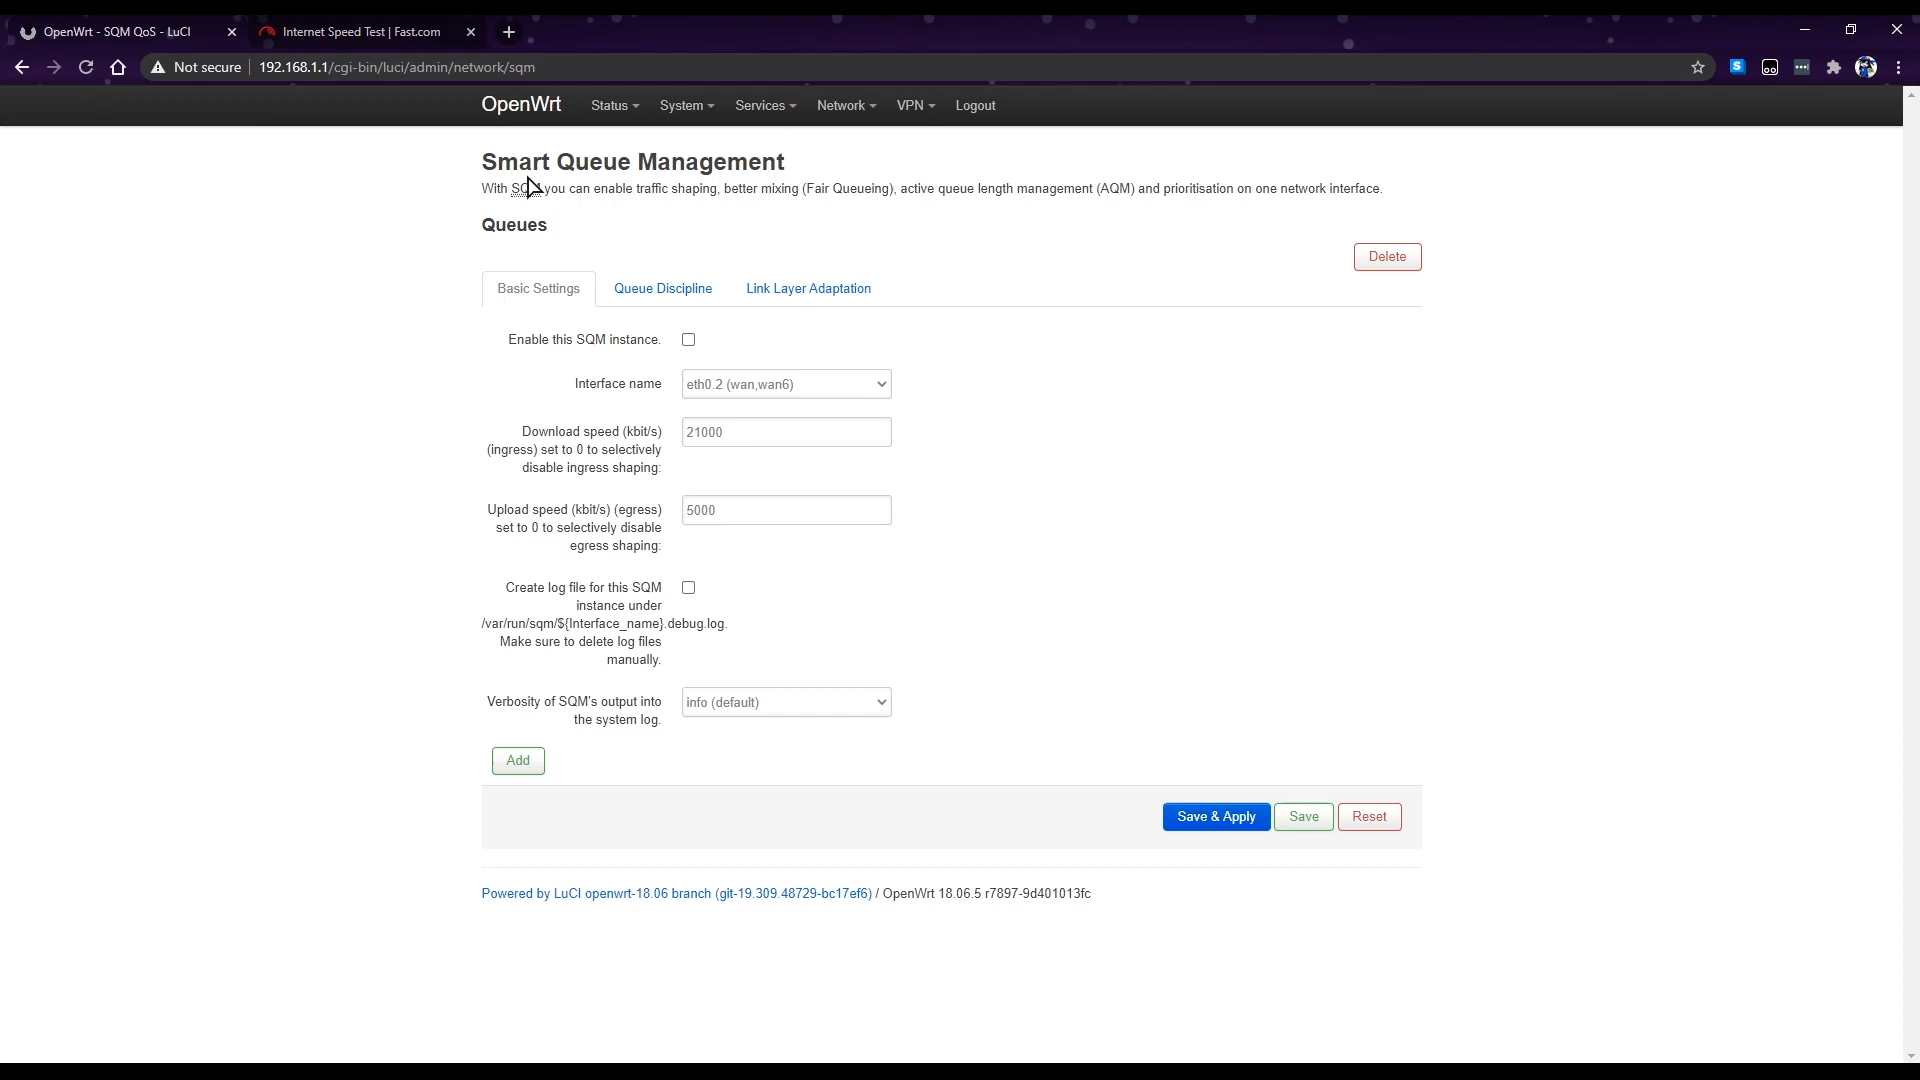 OpenWrt - SQM QoS - LuCI
Internet Speed Test | Fast.com
Not secure
192.168.1.1/cgi-bin/luci/admin/network/sqm
OpenWrt
Status
System
Services
Network
VPN
Logout
Smart Queue Management
With you can enable traffic shaping, better mixing (Fair Queueing), active queue length management (AQM) and prioritisation on one network interface.
Queues
Delete
Basic Settings
Queue Discipline
Link Layer Adaptation
Enable this SQM instance.
Interface name
eth0.2 (wan,wan6)
Download speed (kbit/s)
(ingress) set to 0 to selectively
disable ingress shaping:
21000
Upload speed (kbit/s) (egress)
set to 0 to selectively disable
egress shaping:
5000
Create log file for this SQM
instance under
/var/run/sqm/${Interface_name}.debug.log.
Make sure to delete log files
manually.
Verbosity of SQM's output into
the system log.
info (default)
Add
Save & Apply
Save
Reset
Powered by LuCI openwrt-18.06 branch (git-19.309.48729-bc17ef6) / OpenWrt 18.06.5 r7897-9d401013fc